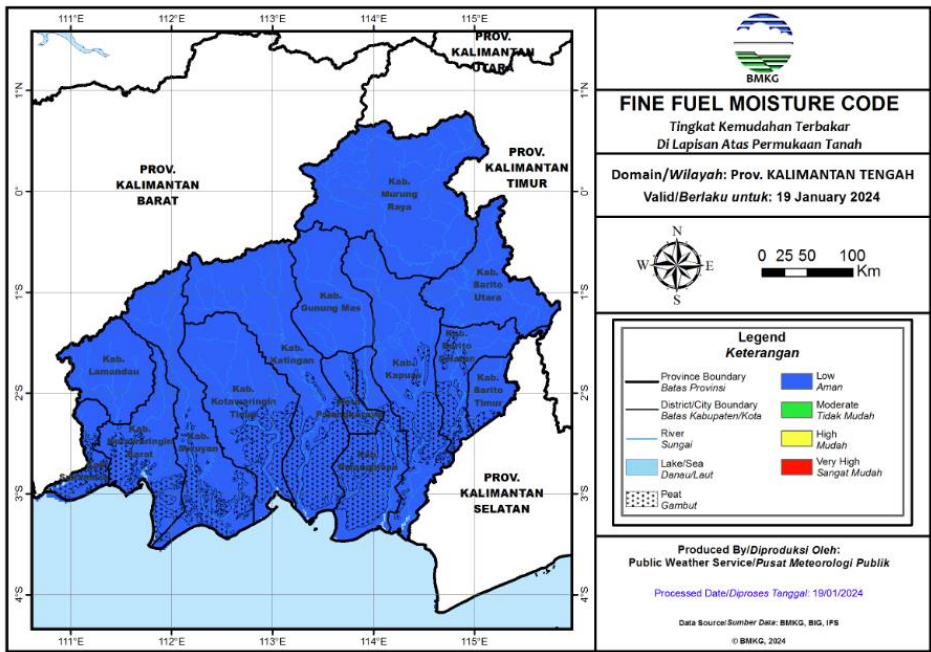 111°E 112°E 113°E 114°E 115°E
PROV.
KALIMANTAN
UTARA
1°N 1°N
PROV.
KALIMANTAN
BARAT
PROV.
KALIMANTAN
TIMUR
Kab.
Murung
Raya
0° 0°
Kab.
Barito
Utara
1°S 1°S
Kab.
Gunung Mas
Kab.
Barito
Selatan
Kab.
Lamandau
Kab.
Katingan
Kab.
Kapuas
Kab.
Barito
Timur
2°S 2°S
Kab.
Kotawaringin
Timur
Kota
Palangkaraya
Kab.
Kotawaringin
Barat
Kab.
Seruyan
Kab.
3°S 3°S
PROV.
KALIMANTAN
SELATAN
4°S 4°S
111°E 112°E 113°E 114°E 115°E
BMKG
FINE FUEL MOISTURE CODE
Tingkat Kemudahan Terbakar
Di Lapisan Atas Permukaan Tanah
Domain/Wilayah: Prov. KALIMANTAN TENGAH
Valid/Berlaku untuk: 19 January 2024
N
W E
S
0 25 50 100
Km
Legend
Keterangan
Province Boundary
Batas Provinsi
District/City Boundary
Batas Kabupaten/Kota
River
Sungai
Lake/Sea
Danau/Laut
Peat
Gambut
Low
Aman
Moderate
Tidak Mudah
High
Mudah
Very High
Sangat Mudah
Produced By/Diproduksi Oleh:
Public Weather Service/Pusat Meteorologi Publik
Processed Date/Diproses Tanggal: 19/01/2024
Data Source/Sumber Data: BMKG, BIG, IFS
© BMKG, 2024